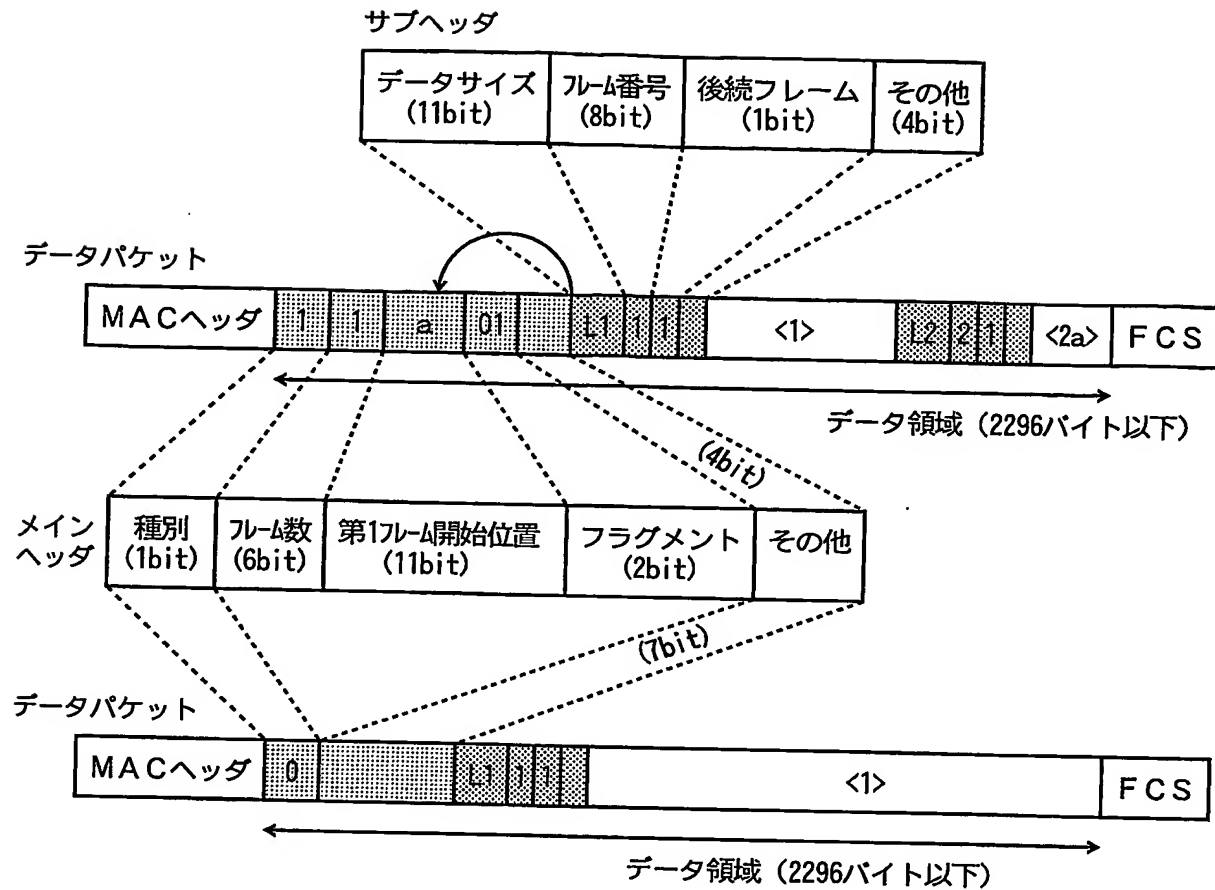 サブヘッダ
データサイズ (11bit)
フレーム番号 (8bit)
後続フレーム (1bit)
その他 (4bit)
データパケット
MACヘッダ 1 1 a 01 L1 1 1 <1> L2 2 1 <2a> FCS
データ領域 (2296バイト以下)
(4bit)
メインヘッダ
種別 (1bit)
フレーム数 (6bit)
第1フレーム開始位置 (11bit)
フラグメント (2bit)
その他
(7bit)
データパケット
MACヘッダ 0 L1 1 1 <1> FCS
データ領域 (2296バイト以下)